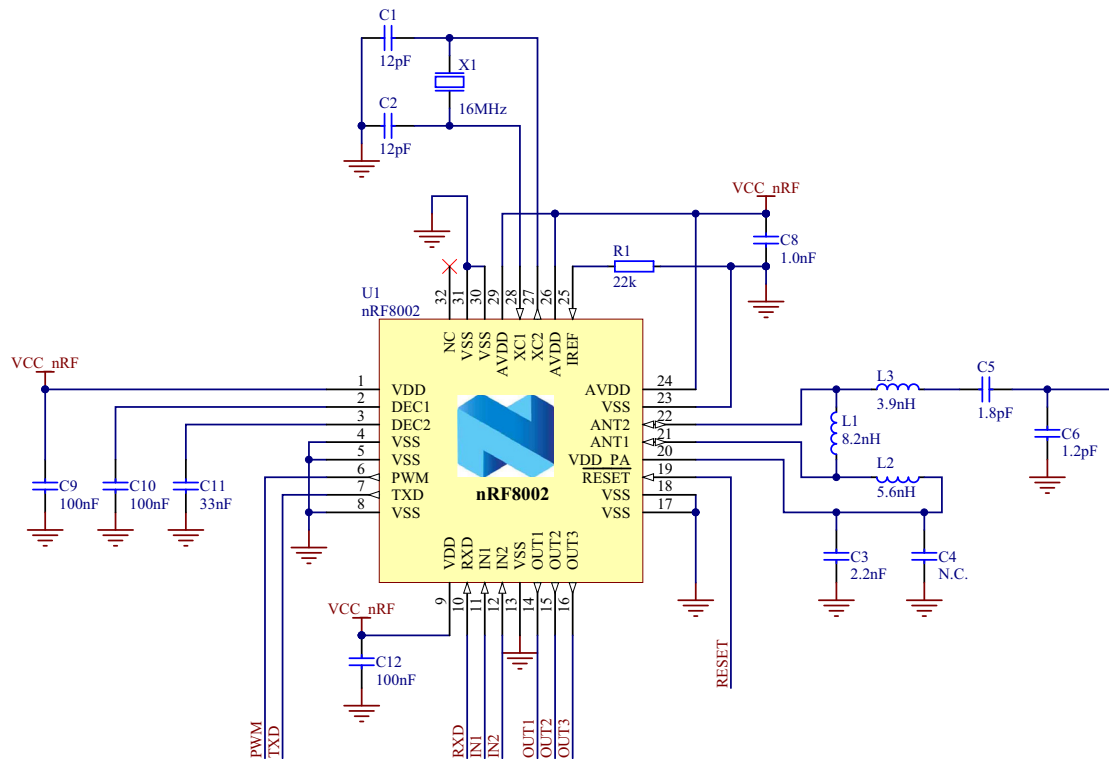 C1
12pF
X1
16MHz
C2
12pF
VCC_nRF
C8
1.0nF
R1
22k
U1
nRF8002
32
31
30
29
28
27
26
25
NC
VSS
VSS
AVDD
XC1
XC2
AVDD
IREF
VCC_nRF
1
2
3
4
5
6
7
8
VDD
DEC1
DEC2
VSS
VSS
PWM
TXD
VSS
nRF8002
AVDD
VSS
ANT2
ANT1
VDD_PA
RESET
VSS
VSS
24
23
22
21
20
19
18
17
L3
3.9nH
C5
1.8pF
L1
8.2nH
C6
1.2pF
L2
5.6nH
C9
100nF
C10
100nF
C11
33nF
C3
2.2nF
C4
N.C.
VDD
RXD
IN1
IN2
VSS
OUT1
OUT2
OUT3
9
10
11
12
13
14
15
16
VCC_nRF
C12
100nF
RESET
PWM
TXD
RXD
IN1
IN2
OUT1
OUT2
OUT3